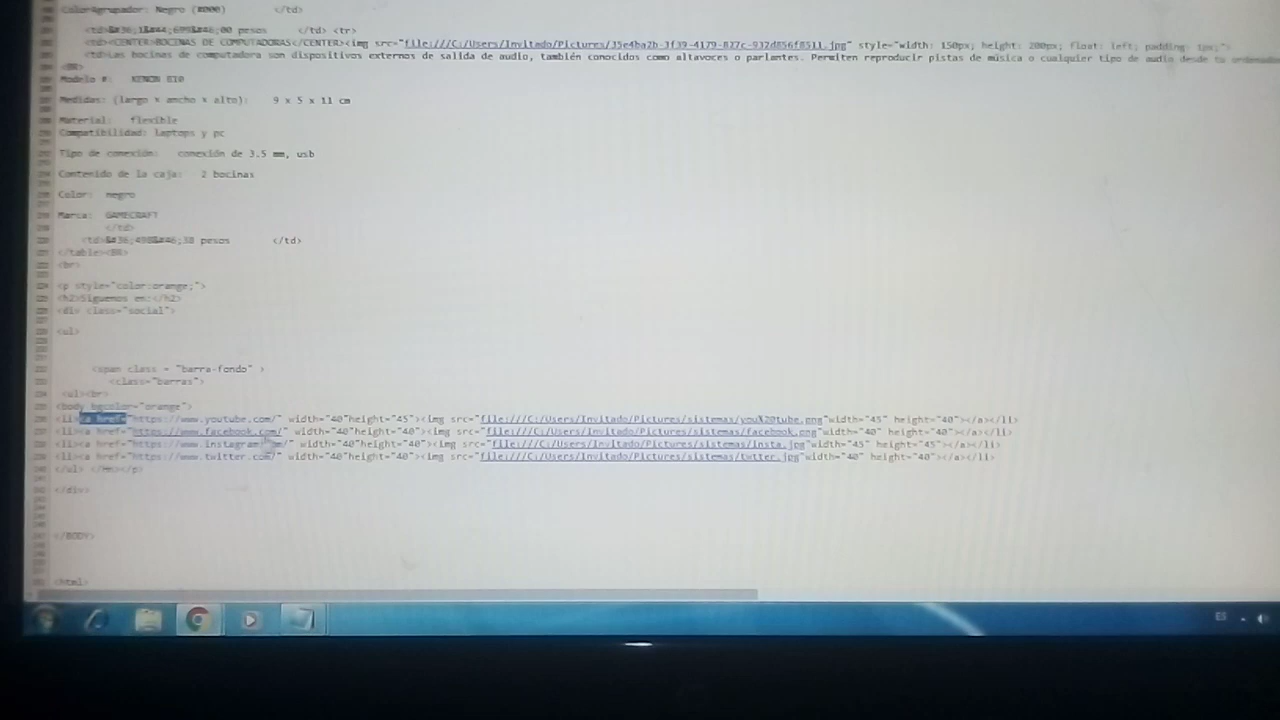 ColorAgrupador: Negro (#000) </td>
<td>&#36;1&#44;699&#46;00 pesos </td> <tr>
<td><CENTER>BOCINAS DE COMPUTADORAS</CENTER><img src="file:///C:/Users/Invitado/Pictures/35e4ba2b-3f39-4179-827c-932d856f8511.jpg" style="width: 150px; height: 200px; float: left; padding: 1px;">
<td>Las bocinas de computadora son dispositivos externos de salida de audio, también conocidos como altavoces o parlantes. Permiten reproducir pistas de música o cualquier tipo de audio desde tu
<BR>
Modelo #: XENON 810
Medidas: (largo x ancho x alto): 9 x 5 x 11 cm
Material: flexible
Compatibilidad: laptops y pc
Tipo de conexión: conexión de 3.5 mm, usb
Contenido de la caja: 2 bocinas
Color: negro
Marca: GAMECRAFT
</td>
<td>&#36;498&#46;38 pesos </td>
</table><BR>
<br>
<p style="color:orange;">
<h2>Siguenos en:</h2>
<div class="social">
<ul>
<span class = "barra-fondo" >
<class="barras">
<ul><br>
<body bgcolor="orange">
<li><a href="https://www.youtube.com/" width="40"height="45"><img src="file:///C:/Users/Invitado/Pictures/sistemas/you%20tube.png"width="45" height="40"></a></li>
<li><a href="https://www.facebook.com/" width="40"height="40"><img src="file:///C:/Users/Invitado/Pictures/sistemas/facebook.png"width="40" height="40"></a></li>
<li><a href="https://www.instagram.com/" width="40"height="40"><img src="file:///C:/Users/Invitado/Pictures/sistemas/insta.jpg"width="45" height="45"></a></li>
<li><a href="https://www.twitter.com/" width="40"height="40"><img src="file:///C:/Users/Invitado/Pictures/sistemas/twtter.jpg"width="40" height="40"></a></li>
</ul> </p>
</div>
</BODY>
<html>
ES